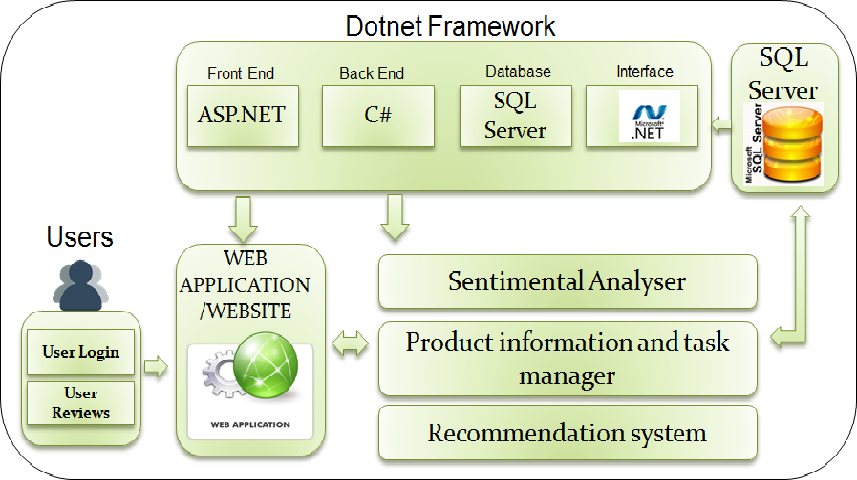 Dotnet Framework
Front End
Back End
Database
Interface
ASP.NET
C#
SQL
Server
Microsoft
.NET
SQL
Server
Microsoft
SQL Server
Users
User Login
User
Reviews
WEB
APPLICATION
/WEBSITE
WEB APPLICATION
Sentimental Analyser
Product information and task
manager
Recommendation system